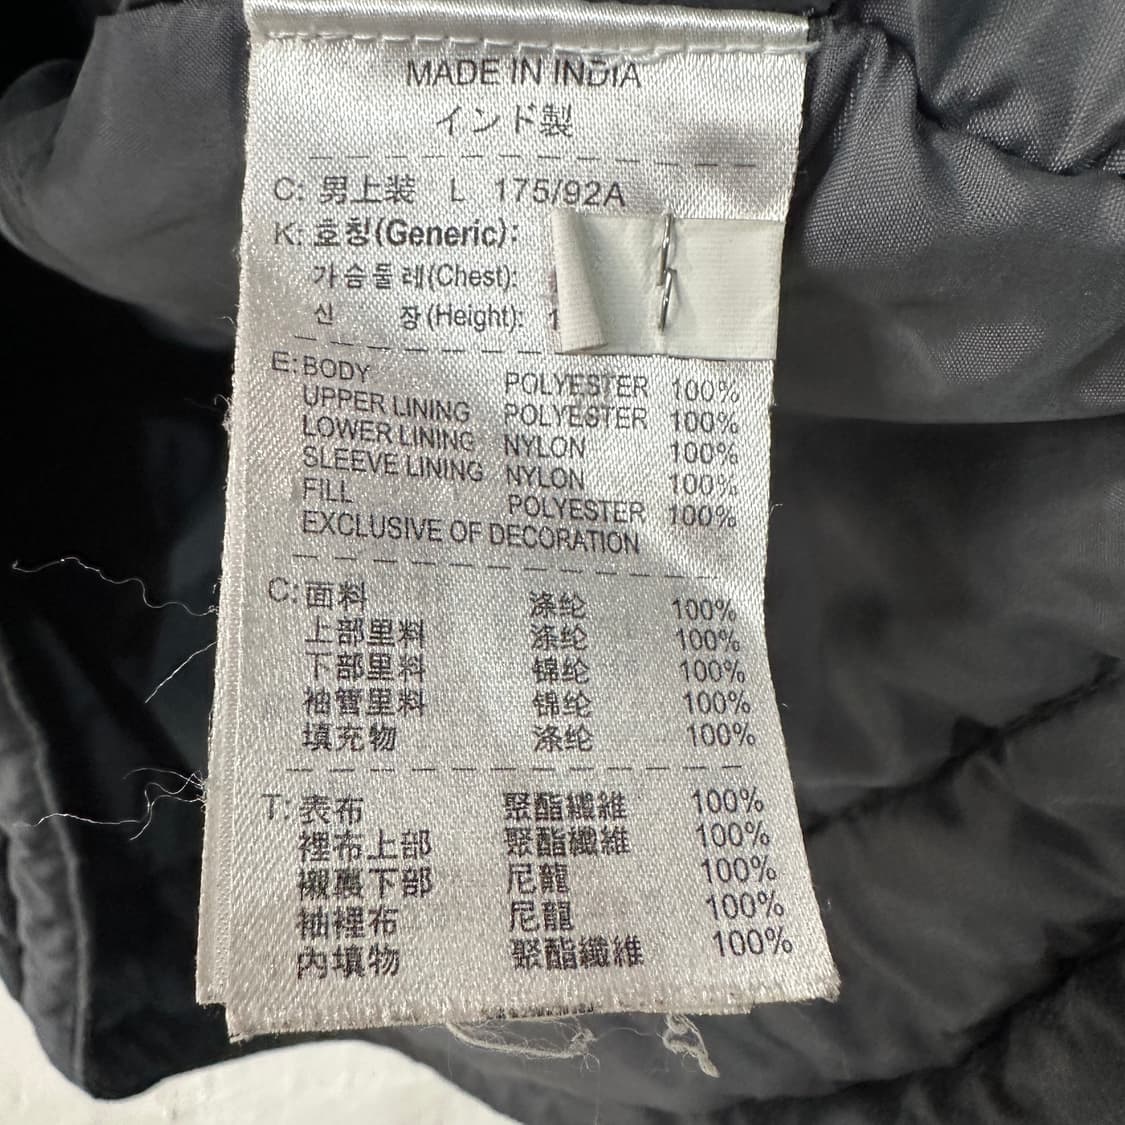 MADE IN INDIA
インド製
C: 男上装 L 175/92A
K: 호칭(Generic):
가슴둘레(Chest):
신 장(Height): 1
E: BODY POLYESTER 100%
UPPER LINING POLYESTER 100%
LOWER LINING NYLON 100%
SLEEVE LINING NYLON 100%
FILL POLYESTER 100%
EXCLUSIVE OF DECORATION
C: 面料 涤纶 100%
上部里料 涤纶 100%
下部里料 锦纶 100%
袖管里料 锦纶 100%
填充物 涤纶 100%
T: 表布 聚酯纖維 100%
裡布上部 聚酯纖維 100%
襯裏下部 尼龍 100%
袖裡布 尼龍 100%
內填物 聚酯纖維 100%